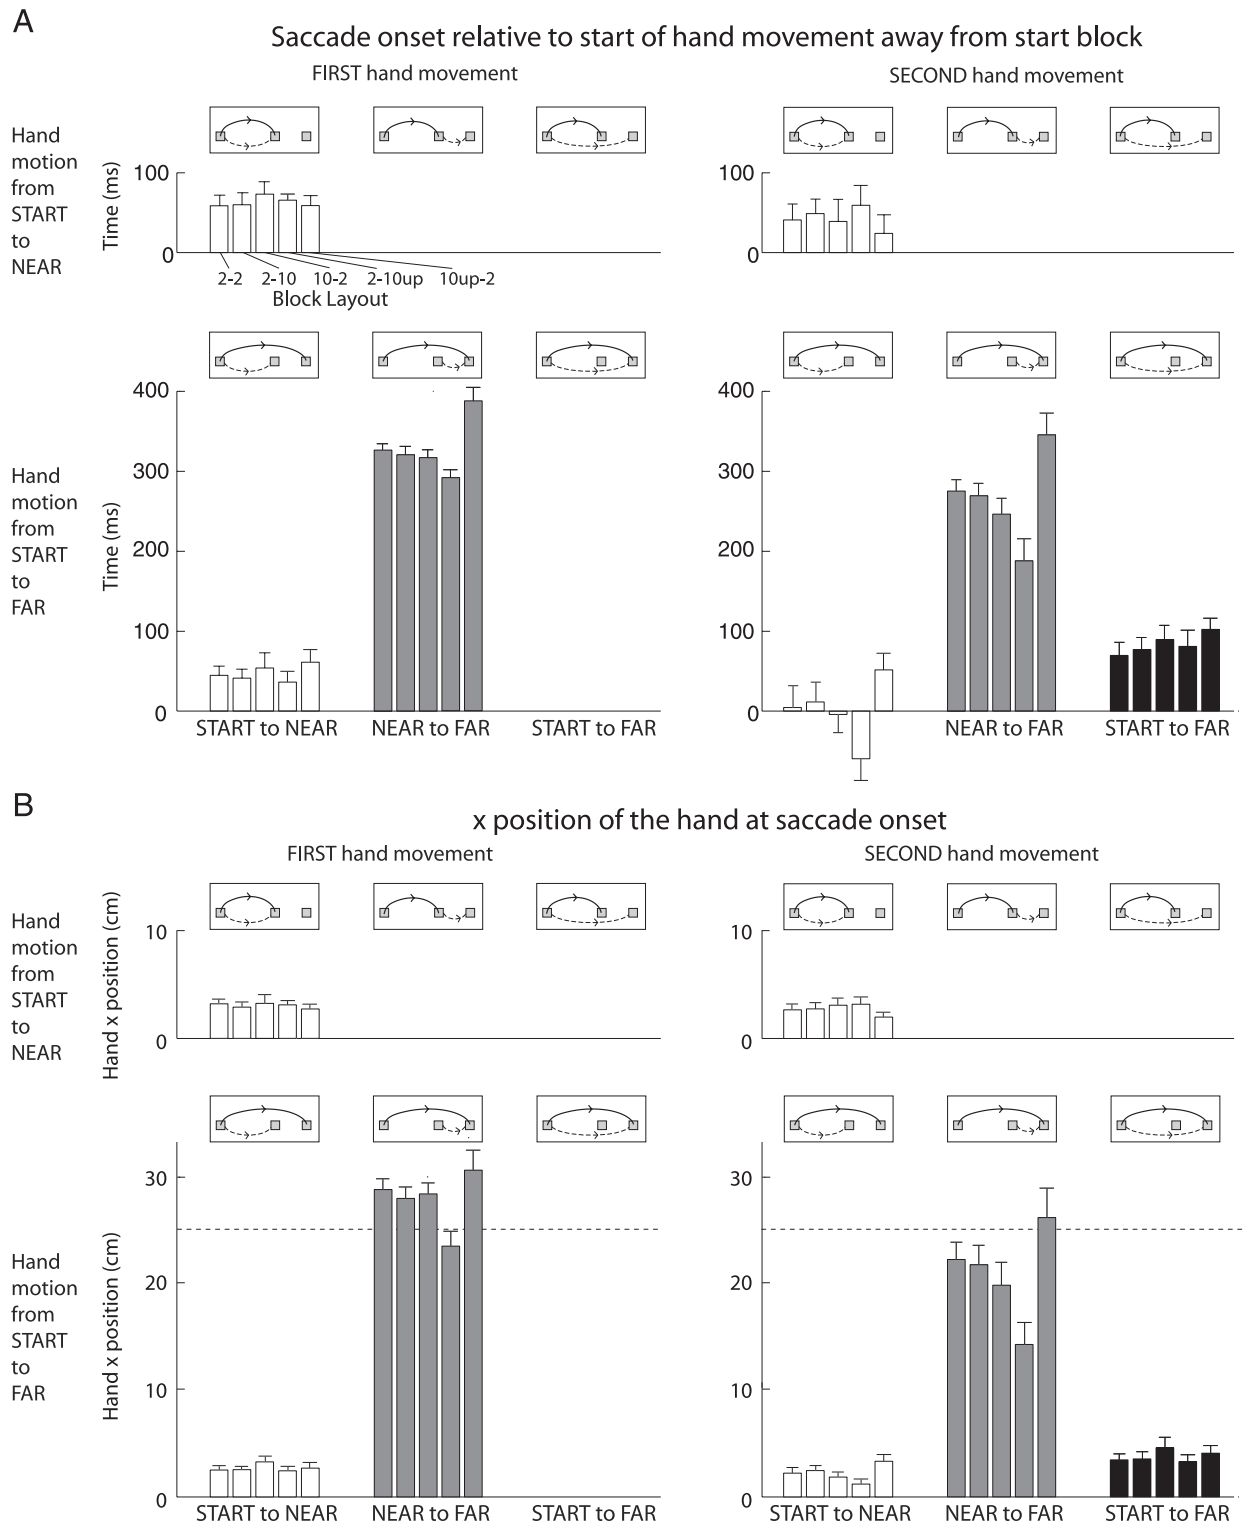 A
Saccade onset relative to start of hand movement away from start block
FIRST hand movement
SECOND hand movement
Hand
motion
from
START
to
NEAR
Time (ms)
100
0
2-2
2-10
10-2
2-10up
10up-2
Block Layout
100
0
Hand
motion
from
START
to
FAR
Time (ms)
400
300
200
100
0
START to NEAR
NEAR to FAR
START to FAR
400
300
200
100
0
NEAR to FAR
START to FAR
B
x position of the hand at saccade onset
FIRST hand movement
SECOND hand movement
Hand
motion
from
START
to
NEAR
Hand x position (cm)
10
0
10
0
Hand
motion
from
START
to
FAR
Hand x position (cm)
30
20
10
0
START to NEAR
NEAR to FAR
START to FAR
30
20
10
0
START to NEAR
NEAR to FAR
START to FAR